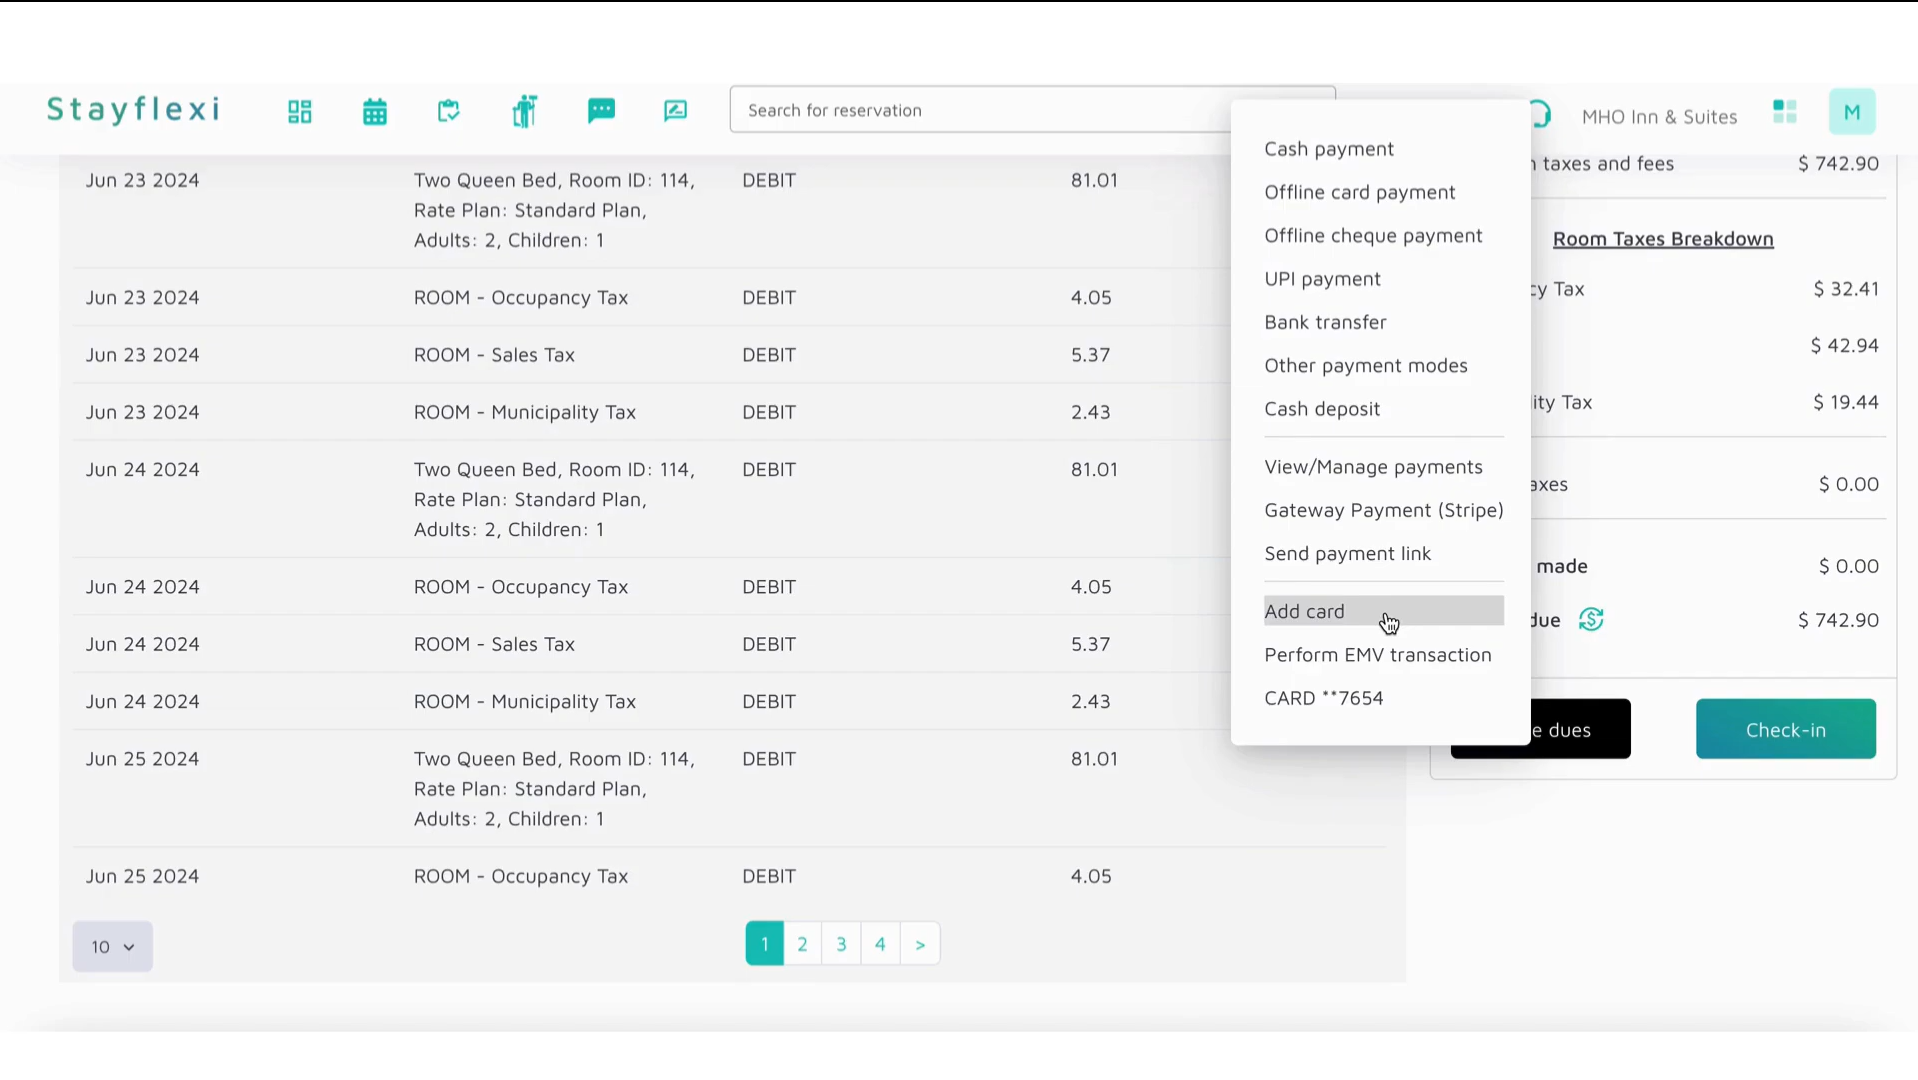 Stayflexi
Search for reservation
MHO Inn & Suites
M
Jun 23 2024 Two Queen Bed, Room ID: 114, DEBIT 81.01
Rate Plan: Standard Plan,
Adults: 2, Children: 1
Jun 23 2024 ROOM - Occupancy Tax DEBIT 4.05
Jun 23 2024 ROOM - Sales Tax DEBIT 5.37
Jun 23 2024 ROOM - Municipality Tax DEBIT 2.43
Jun 24 2024 Two Queen Bed, Room ID: 114, DEBIT 81.01
Rate Plan: Standard Plan,
Adults: 2, Children: 1
Jun 24 2024 ROOM - Occupancy Tax DEBIT 4.05
Jun 24 2024 ROOM - Sales Tax DEBIT 5.37
Jun 24 2024 ROOM - Municipality Tax DEBIT 2.43
Jun 25 2024 Two Queen Bed, Room ID: 114, DEBIT 81.01
Rate Plan: Standard Plan,
Adults: 2, Children: 1
Jun 25 2024 ROOM - Occupancy Tax DEBIT 4.05
10
1 2 3 4 >
Cash payment
Offline card payment
Offline cheque payment
UPI payment
Bank transfer
Other payment modes
Cash deposit
View/Manage payments
Gateway Payment (Stripe)
Send payment link
Add card
Perform EMV transaction
CARD **7654
taxes and fees $ 742.90
Room Taxes Breakdown
cy Tax $ 32.41
$ 42.94
ity Tax $ 19.44
axes $ 0.00
made $ 0.00
due $ 742.90
e dues
Check-in